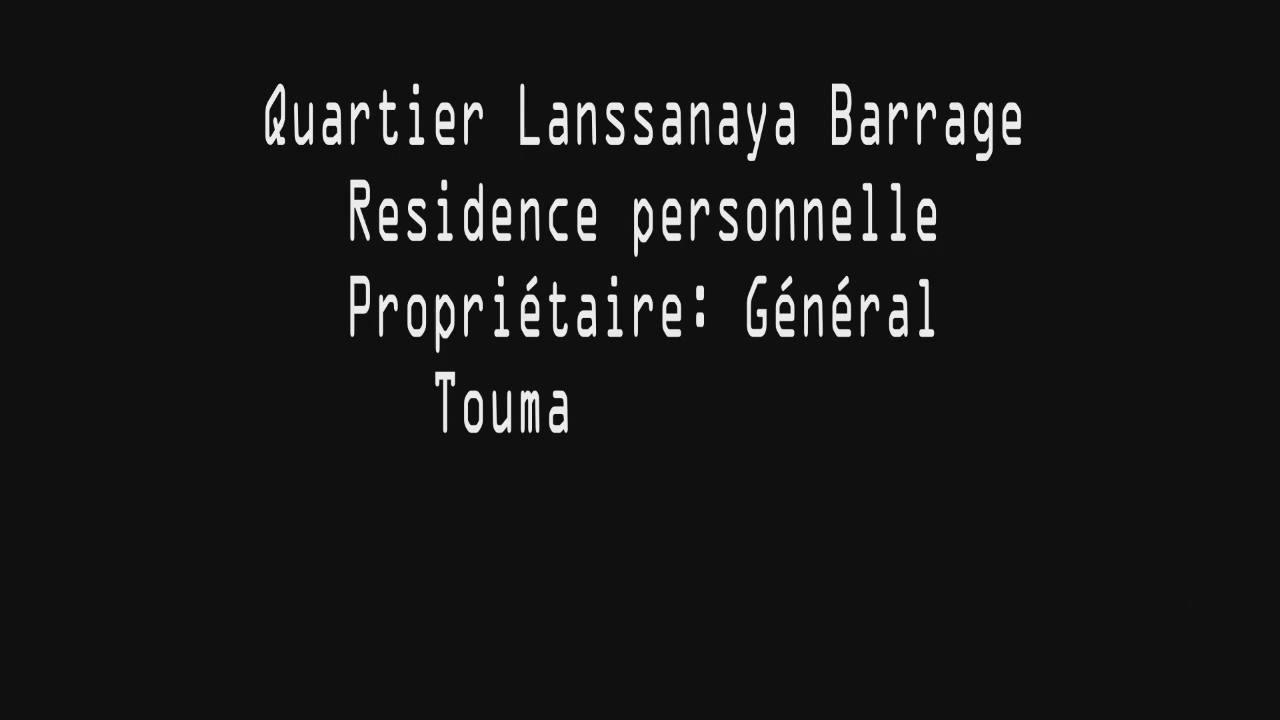 Quartier Lanssanaya Barrage
Residence personnelle
Propriétaire: Général
Touma